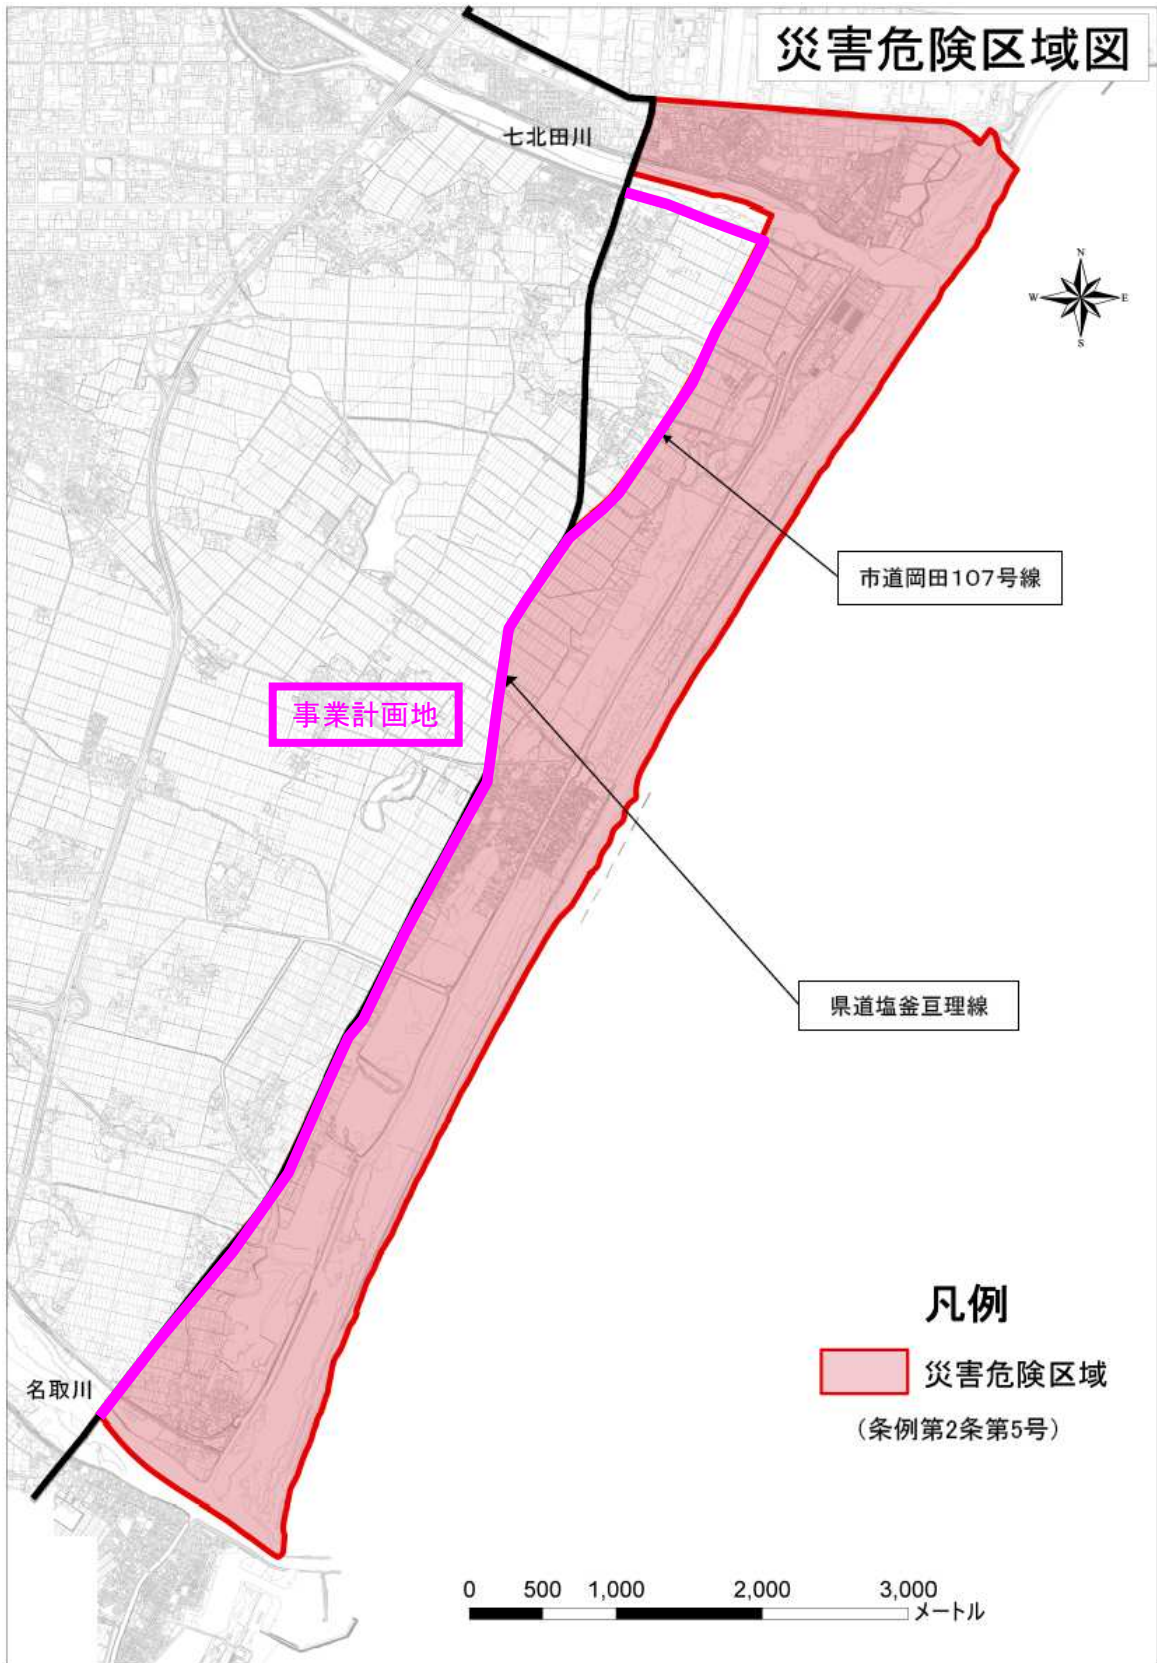 災害危険区域図
七北田川
N
W
E
S
市道岡田107号線
事業計画地
県道塩釜亘理線
凡例
災害危険区域
（条例第2条第5号）
名取川
0 500 1,000 2,000 3,000
メートル